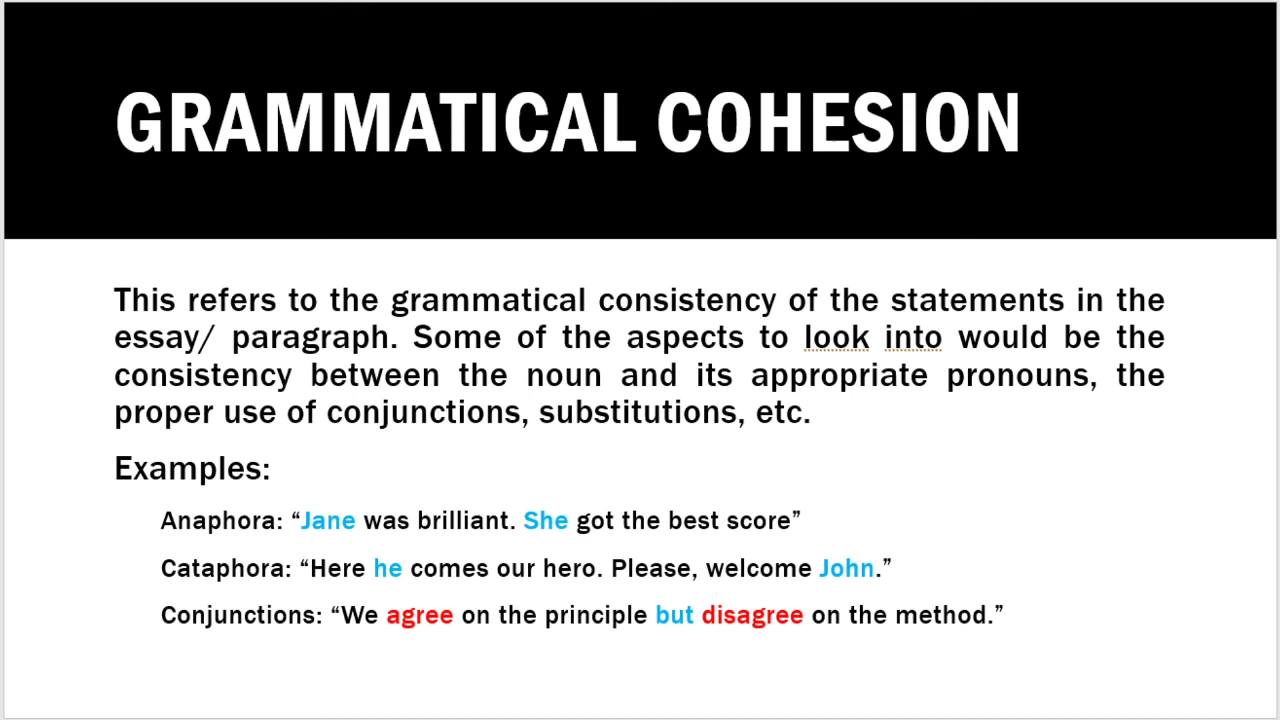 GRAMMATICAL COHESION
This refers to the grammatical consistency of the statements in the
essay/ paragraph. Some of the aspects to look into would be the
consistency between the noun and its appropriate pronouns, the
proper use of conjunctions, substitutions, etc.
Examples:
Anaphora: “Jane was brilliant. She got the best score”
Cataphora: “Here he comes our hero. Please, welcome John.”
Conjunctions: “We agree on the principle but disagree on the method.”